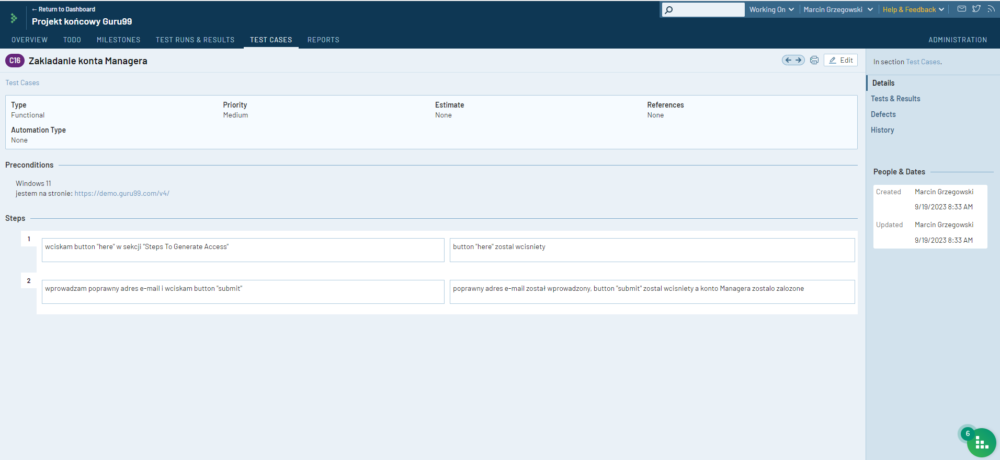 ← Return to Dashboard
Projekt końcowy Guru99
Working On
Marcin Grzegowski
Help & Feedback
OVERVIEW
TODO
MILESTONES
TEST RUNS & RESULTS
TEST CASES
REPORTS
ADMINISTRATION
C16
Zakladanie konta Managera
Edit
Test Cases
Type
Functional
Priority
Medium
Estimate
None
References
None
Automation Type
None
Preconditions
Windows 11
jestem na stronie: https://demo.guru99.com/v4/
Steps
1
wciskam button "here" w sekcji "Steps To Generate Access"
button "here" zostal wcisniety
2
wprowadzam poprawny adres e-mail i wciskam button "submit"
poprawny adres e-mail został wprowadzony, button "submit" zostal wcisniety a konto Managera zostalo zalozone
In section Test Cases.
Details
Tests & Results
Defects
History
People & Dates
Created
Marcin Grzegowski
9/19/2023 8:33 AM
Updated
Marcin Grzegowski
9/19/2023 8:33 AM
6